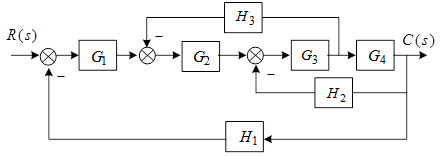 H₃
R(s)
C(s)
−
G₁
G₂
G₃
G₄
−
−
H₂
H₁